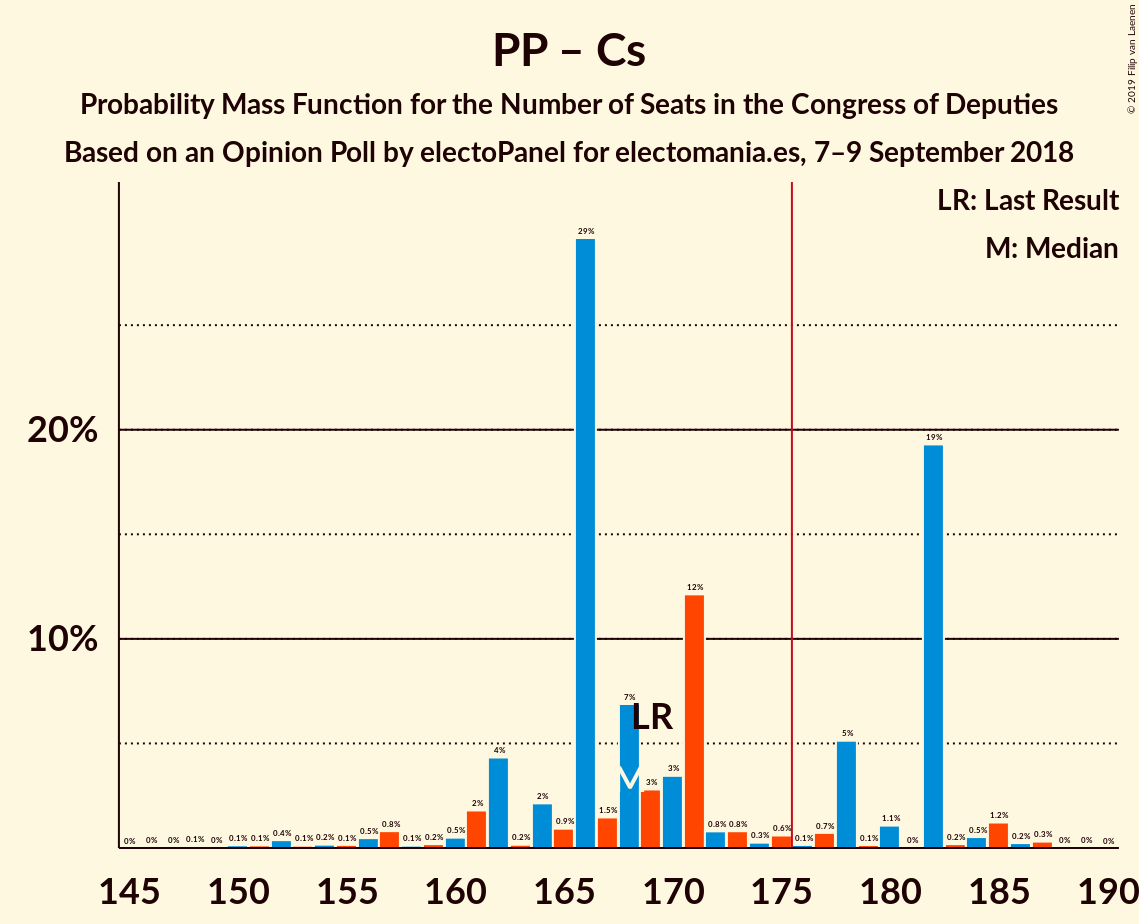 PP – Cs
Probability Mass Function for the Number of Seats in the Congress of Deputies
Based on an Opinion Poll by electoPanel for electomania.es, 7–9 September 2018
© 2019 Filip van Laenen
LR: Last Result
M: Median
20%
10%
0% 0% 0% 0.1% 0% 0.1% 0.1% 0.4% 0.1% 0.2% 0.1% 0.5% 0.8% 0.1% 0.2% 0.5% 2% 4% 0.2% 2% 0.9% 29% 1.5% 7% 3% 3% 12% 0.8% 0.8% 0.3% 0.6% 0.1% 0.7% 5% 0.1% 1.1% 0% 19% 0.2% 0.5% 1.2% 0.2% 0.3% 0% 0% 0%
LR
145 150 155 160 165 170 175 180 185 190